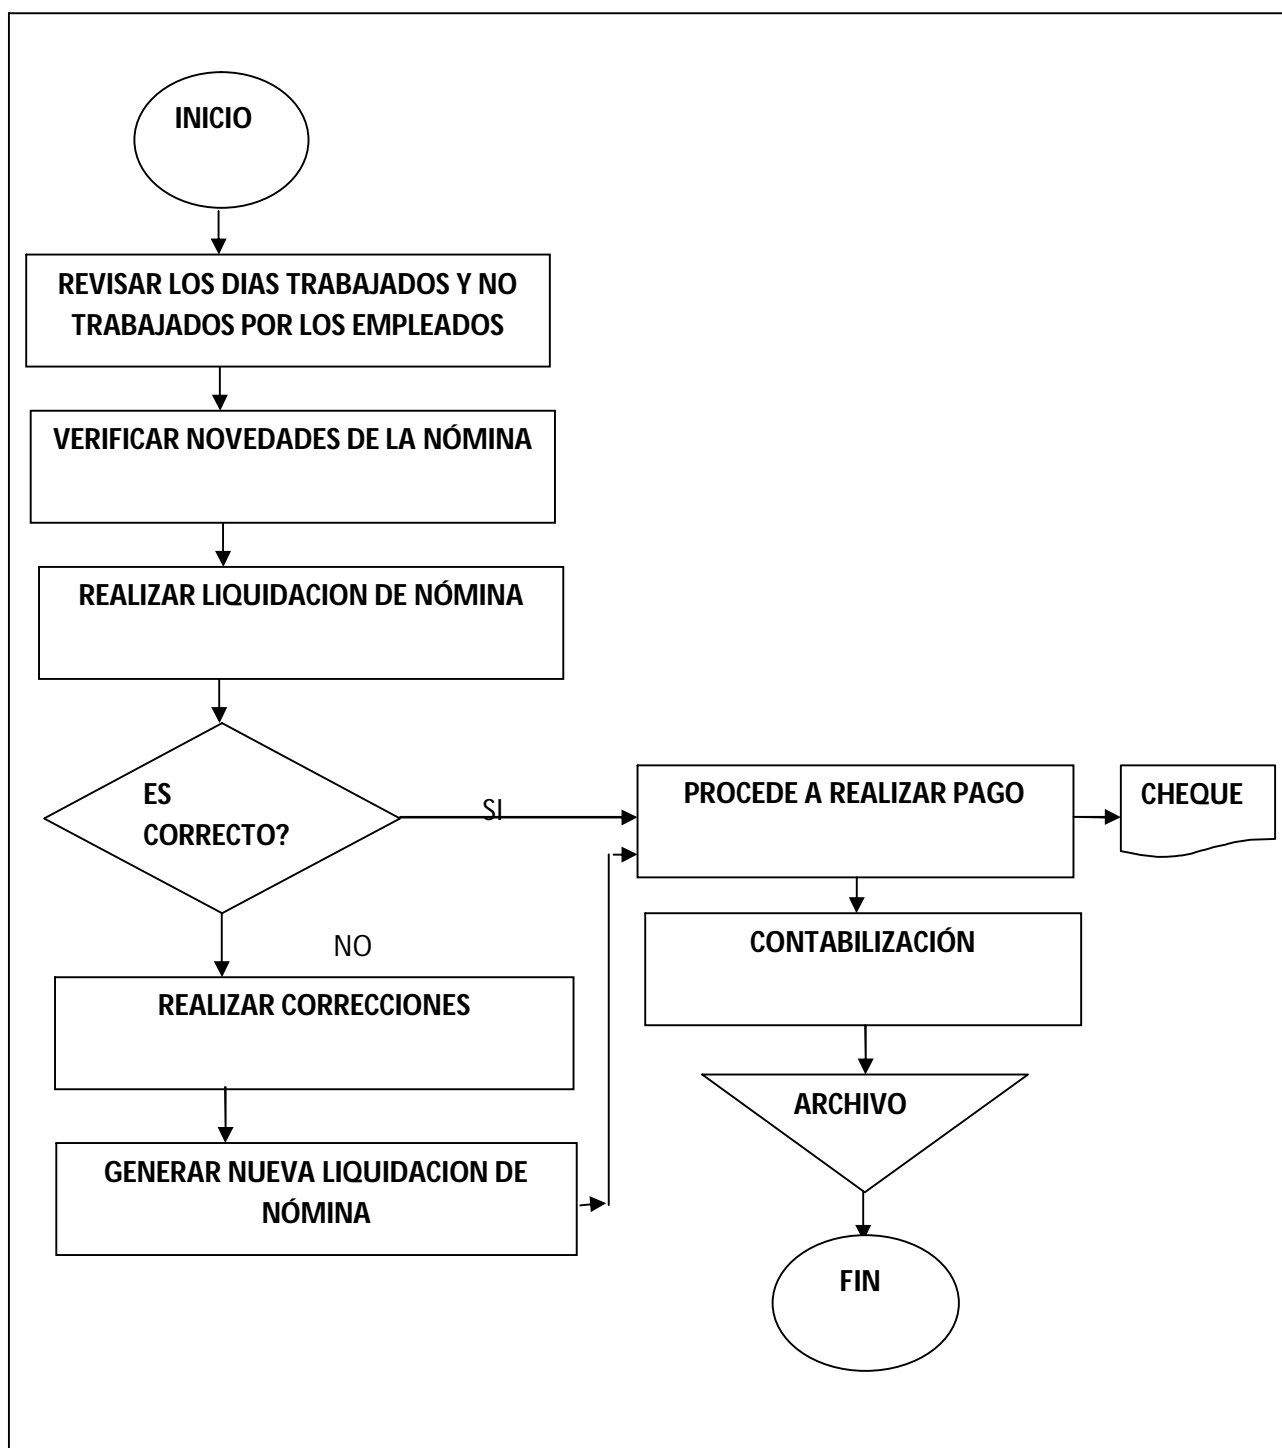 INICIO
REVISAR LOS DIAS TRABAJADOS Y NO
TRABAJADOS POR LOS EMPLEADOS
VERIFICAR NOVEDADES DE LA NÓMINA
REALIZAR LIQUIDACION DE NÓMINA
ES
CORRECTO?
SI
PROCEDE A REALIZAR PAGO
CHEQUE
NO
CONTABILIZACIÓN
REALIZAR CORRECCIONES
ARCHIVO
GENERAR NUEVA LIQUIDACION DE
NÓMINA
FIN